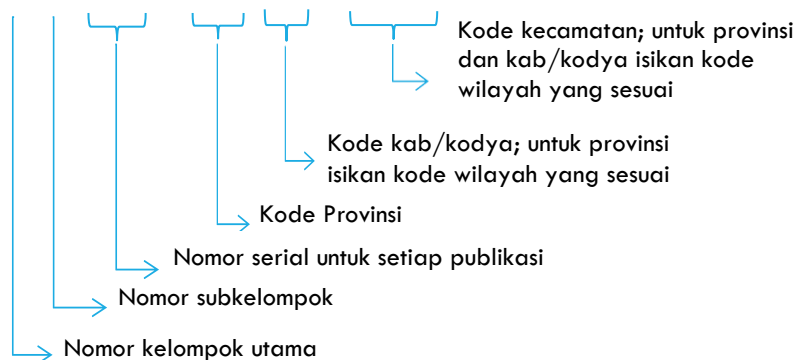 Kode kecamatan; untuk provinsi
dan kab/kodya isikan kode
wilayah yang sesuai
Kode kab/kodya; untuk provinsi
isikan kode wilayah yang sesuai
Kode Provinsi
Nomor serial untuk setiap publikasi
Nomor subkelompok
Nomor kelompok utama